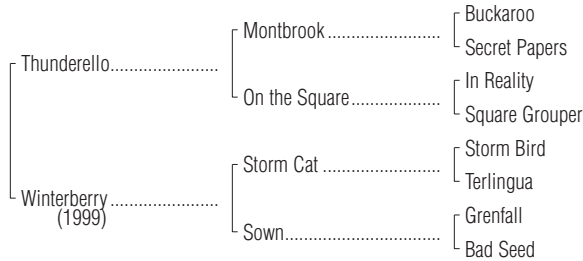 Buckaroo
Montbrook
Secret Papers
Thunderello
In Reality
On the Square
Square Grouper
Storm Bird
Storm Cat
Terlingua
Winterberry
(1999)
Grenfall
Sown
Bad Seed